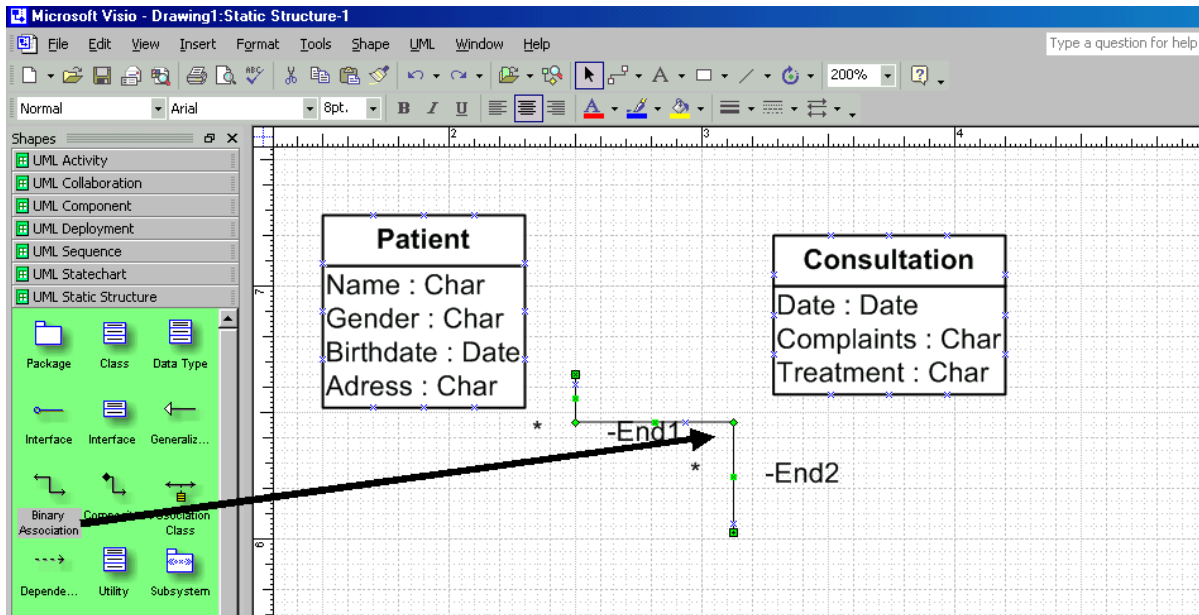 Microsoft Visio - Drawing1:Static Structure-1
File Edit View Insert Format Tools Shape UML Window Help
Type a question for help
ABC
A
200%
?
Normal
Arial
8pt.
B I U
A
Shapes
UML Activity
UML Collaboration
UML Component
UML Deployment
UML Sequence
UML Statechart
UML Static Structure
Package Class Data Type
Interface Interface Generaliz...
Binary Association
Association Class
Depende... Utility Subsystem
2 3 4
7
6
Patient
Name : Char
Gender : Char
Birthdate : Date
Adress : Char
Consultation
Date : Date
Complaints : Char
Treatment : Char
*
-End1
*
-End2